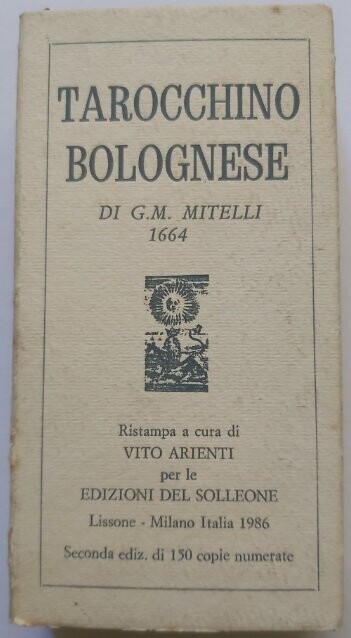 TAROCCHINO
BOLOGNESE
DI G.M. MITELLI
1664
Ristampa a cura di
VITO ARIENTI
per le
EDIZIONI DEL SOLLEONE
Lissone - Milano Italia 1986
Seconda ediz. di 150 copie numerate